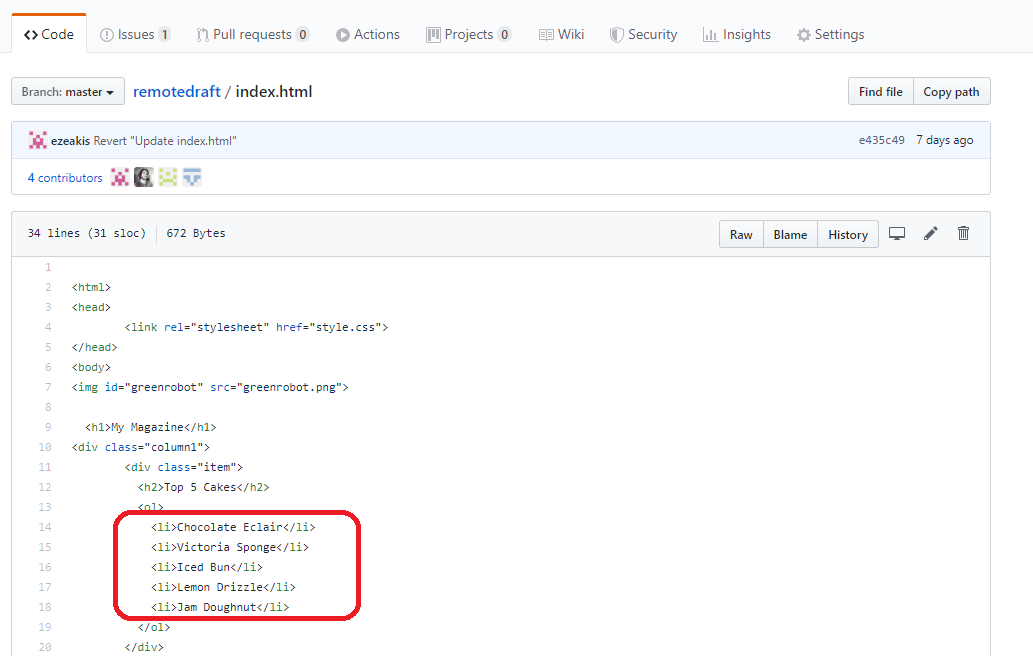 Code Issues 1 Pull requests 0 Actions Projects 0 Wiki Security Insights Settings
Branch: master remotedraft / index.html Find file Copy path
ezeakis Revert "Update index.html" e435c49 7 days ago
4 contributors
34 lines (31 sloc) 672 Bytes Raw Blame History
1
2 <html>
3 <head>
4 <link rel="stylesheet" href="style.css">
5 </head>
6 <body>
7 <img id="greenrobot" src="greenrobot.png">
8
9 <h1>My Magazine</h1>
10 <div class="column1">
11 <div class="item">
12 <h2>Top 5 Cakes</h2>
13 <ol>
14 <li>Chocolate Eclair</li>
15 <li>Victoria Sponge</li>
16 <li>Iced Bun</li>
17 <li>Lemon Drizzle</li>
18 <li>Jam Doughnut</li>
19 </ol>
20 </div>